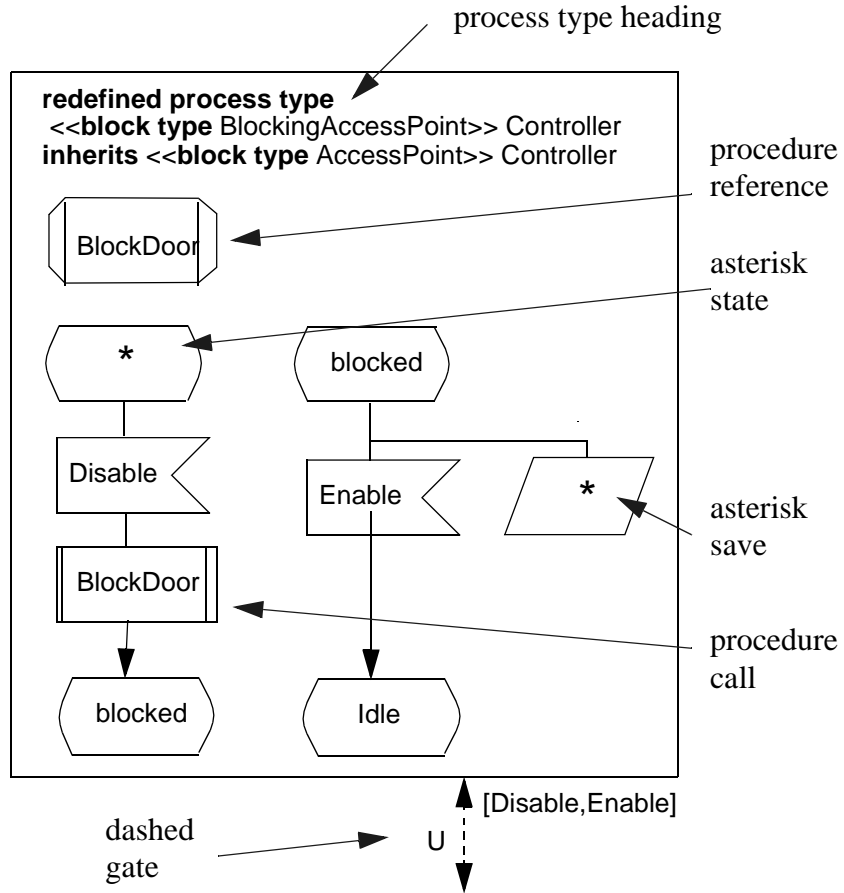 process type heading
redefined process type
<<block type BlockingAccessPoint>> Controller
inherits <<block type AccessPoint>> Controller
procedure
reference
BlockDoor
asterisk
state
*
blocked
Disable
Enable
*
asterisk
save
BlockDoor
procedure
call
blocked
Idle
[Disable,Enable]
dashed
gate
U